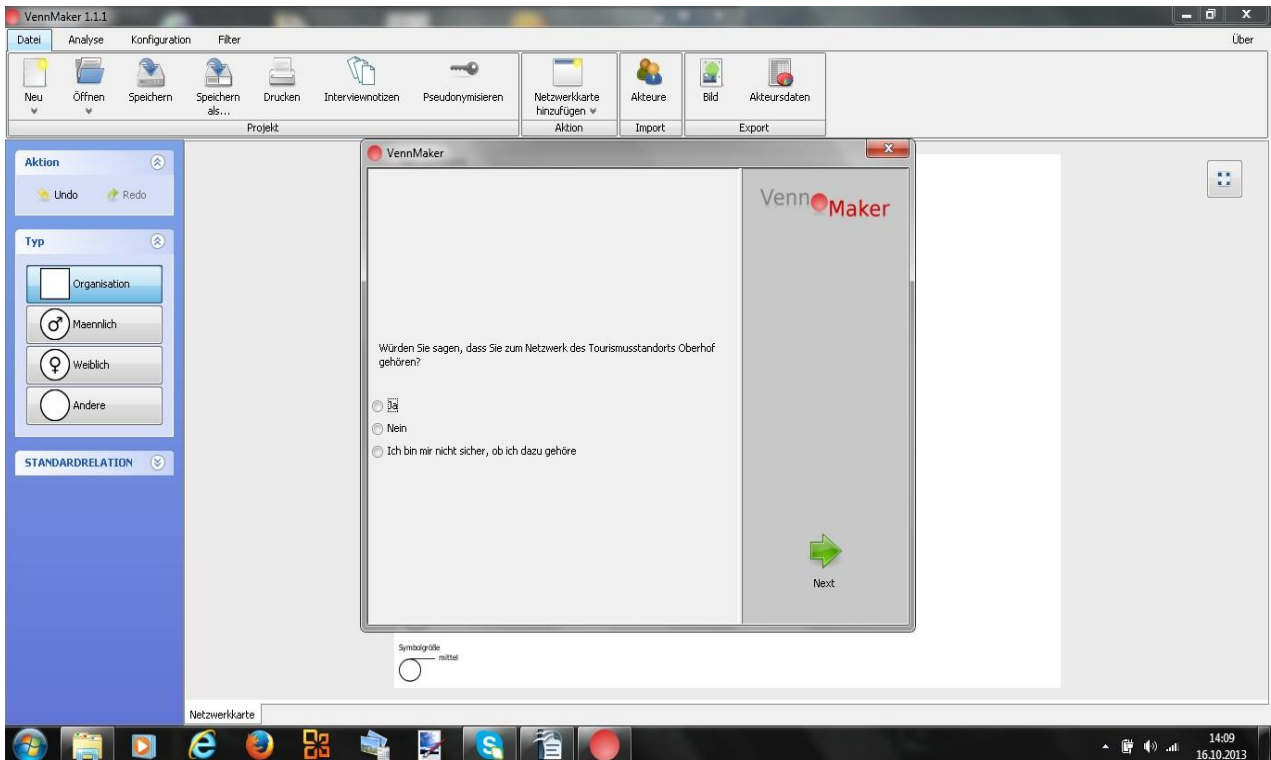 VennMaker 1.1.1
Datei Analyse Konfiguration Filter Über
Neu Öffnen Speichern Speichern als... Drucken Interviewnotizen Pseudonymisieren Netzwerkkarte hinzufügen Akteure Bild Akteursdaten
Projekt Aktion Import Export
Aktion
Undo Redo
Typ
Organisation
Maennlich
Weiblich
Andere
STANDARDRELATION
VennMaker
Venn Maker
Würden Sie sagen, dass Sie zum Netzwerk des Tourismusstandorts Oberhof
gehören?
Ja
Nein
Ich bin mir nicht sicher, ob ich dazu gehöre
Next
Symbolgröße
mittel
Netzwerkkarte
14:09
16.10.2013